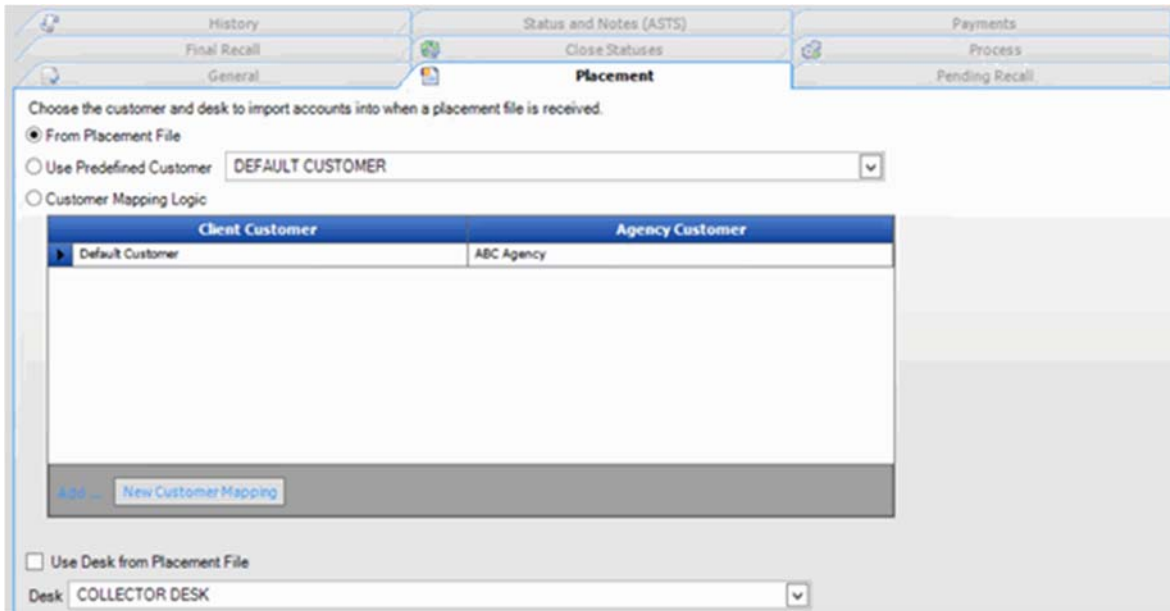 History Status and Notes (ASTS) Payments
Final Recall Close Statuses Process
General Placement Pending Recall
Choose the customer and desk to import accounts into when a placement file is received.
From Placement File
Use Predefined Customer DEFAULT CUSTOMER
Customer Mapping Logic
Client Customer Agency Customer
Default Customer ABC Agency
Add ... New Customer Mapping
Use Desk from Placement File
Desk COLLECTOR DESK